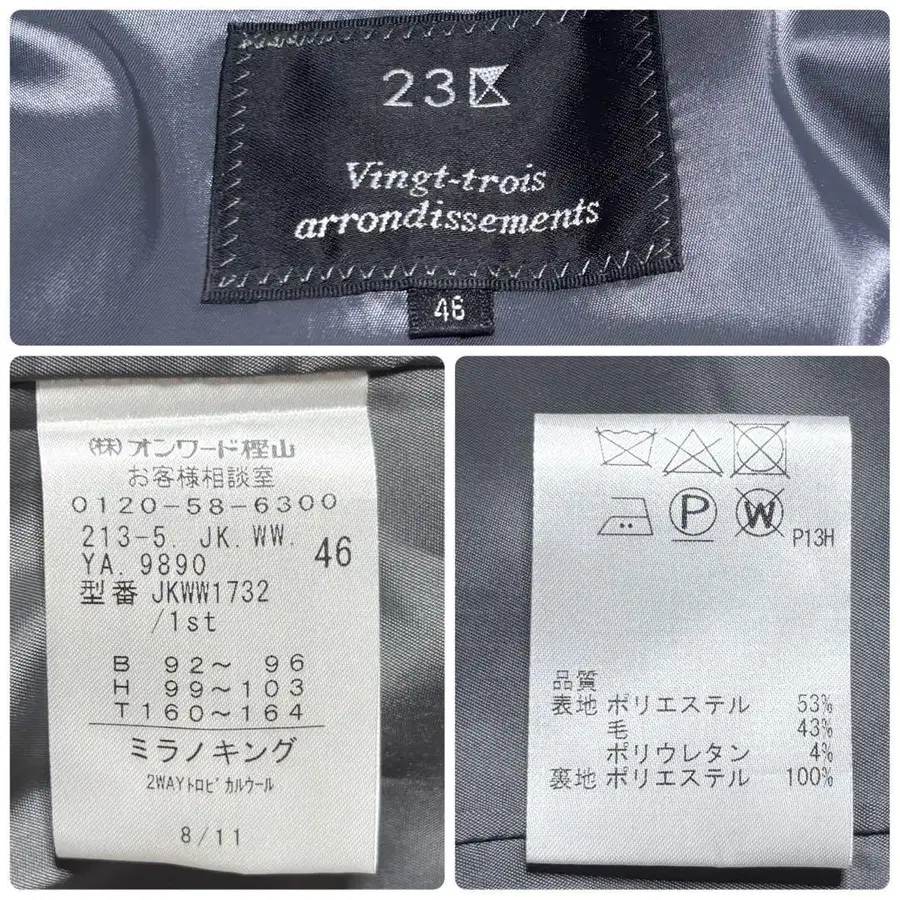 23区
Vingt-trois
arrondissements
46
(株)オンワード樫山
お客様相談室
0120-58-6300
213-5. JK. WW.
YA. 9890
46
型番 JKWW1732
/1st
B 92～ 96
H 99～103
T160～164
ミラノキング
2WAYトロピカルウール
8/11
P
W
P13H
品質
表地 ポリエステル 53%
毛 43%
ポリウレタン 4%
裏地 ポリエステル 100%